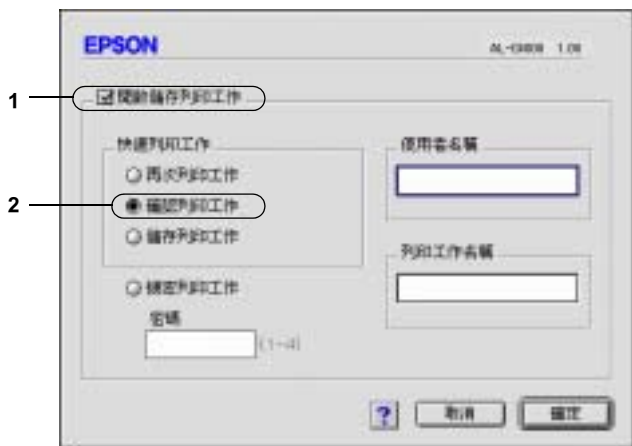 EPSON
1.00
1
開啟儲存列印工作
快速列印工作
再次列印工作
2
確認列印工作
儲存列印工作
機密列印工作
密碼
(1~4)
使用者名稱
列印工作名稱
?
取消
確定